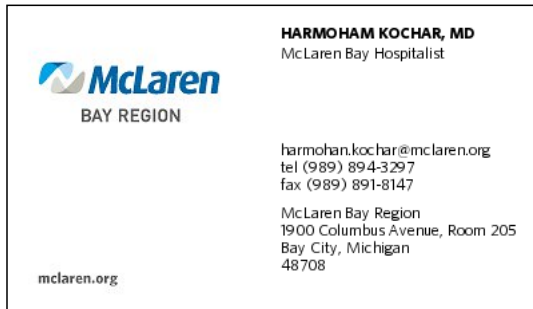 McLaren
BAY REGION
mclaren.org
HARMOHAM KOCHAR, MD
McLaren Bay Hospitalist
harmohan.kochar@mclaren.org
tel (989) 894-3297
fax (989) 891-8147
McLaren Bay Region
1900 Columbus Avenue, Room 205
Bay City, Michigan
48708